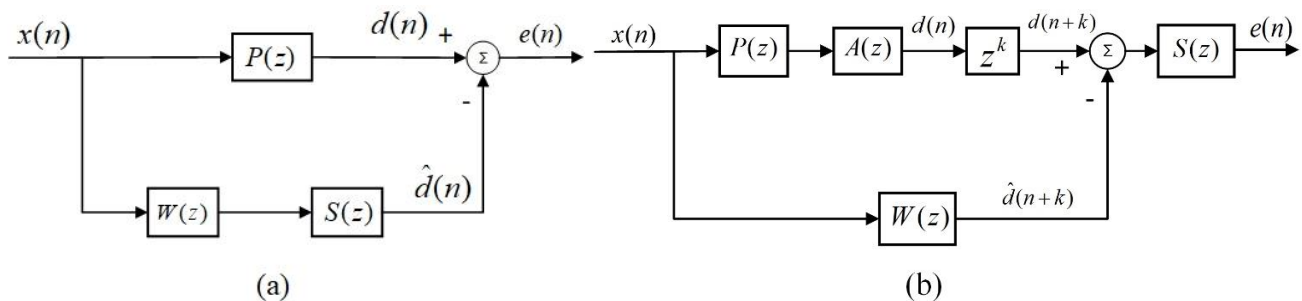 x(n) P(z) d(n) + Σ e(n)
-
W(z) S(z) d̂(n)
(a)
x(n) P(z) A(z) d(n) z^k d(n+k) + Σ S(z) e(n)
-
W(z) d̂(n+k)
(b)